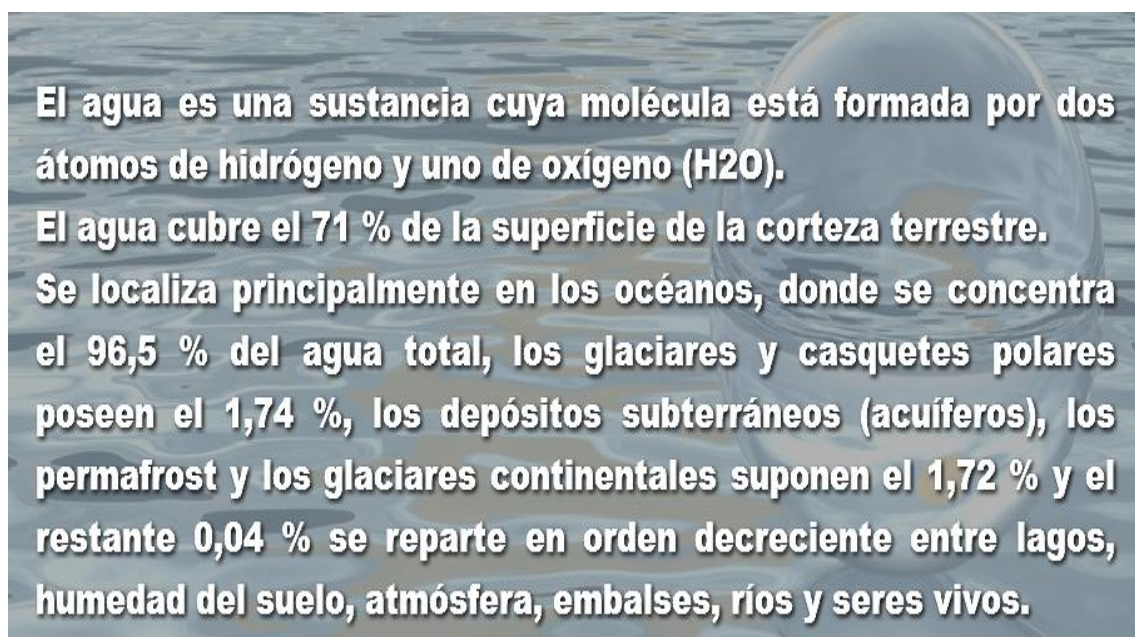 El agua es una sustancia cuya molécula está formada por dos
átomos de hidrógeno y uno de oxígeno (H2O).
El agua cubre el 71 % de la superficie de la corteza terrestre.
Se localiza principalmente en los océanos, donde se concentra
el 96,5 % del agua total, los glaciares y casquetes polares
poseen el 1,74 %, los depósitos subterráneos (acuíferos), los
permafrost y los glaciares continentales suponen el 1,72 % y el
restante 0,04 % se reparte en orden decreciente entre lagos,
humedad del suelo, atmósfera, embalses, ríos y seres vivos.